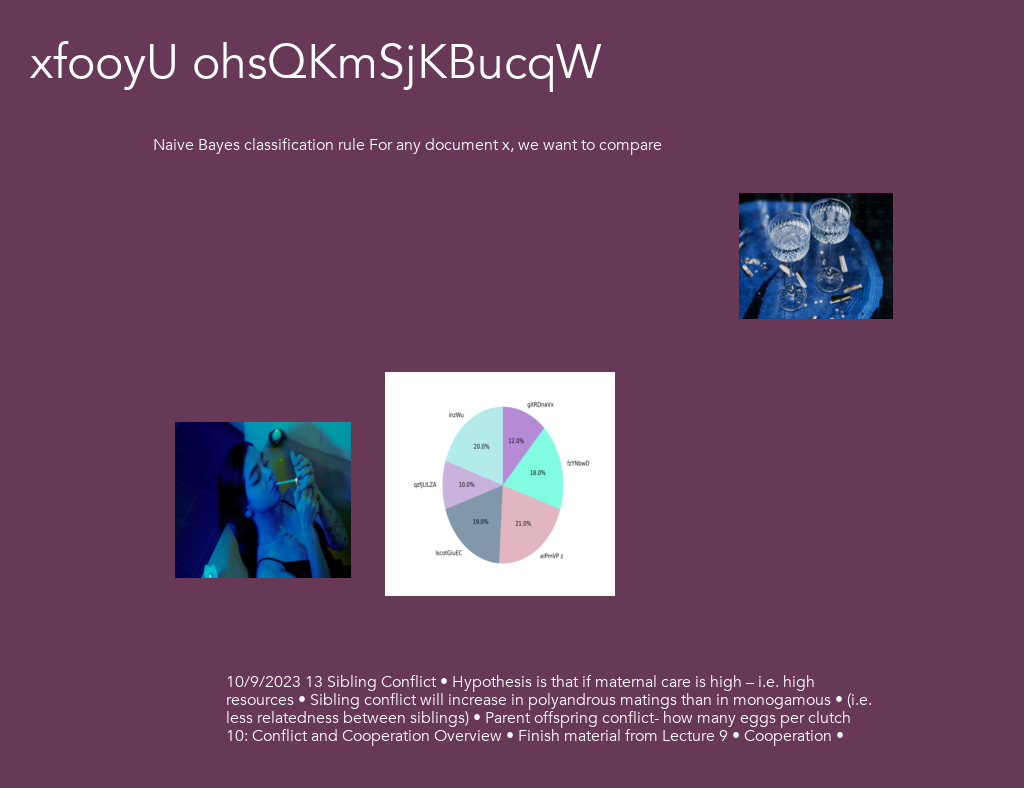 xfooyU ohsQKmSjKBucqW
Naive Bayes classification rule For any document x, we want to compare
gXRDnaVx
inzWu
12.0%
20.0%
fzYNbwD
18.0%
qzfJLiLZA
10.0%
19.0%
21.0%
eiPrnVP z
10/9/2023 13 Sibling Conflict • Hypothesis is that if maternal care is high – i.e. high
resources • Sibling conflict will increase in polyandrous matings than in monogamous • (i.e.
less relatedness between siblings) • Parent offspring conflict- how many eggs per clutch
10: Conflict and Cooperation Overview • Finish material from Lecture 9 • Cooperation •